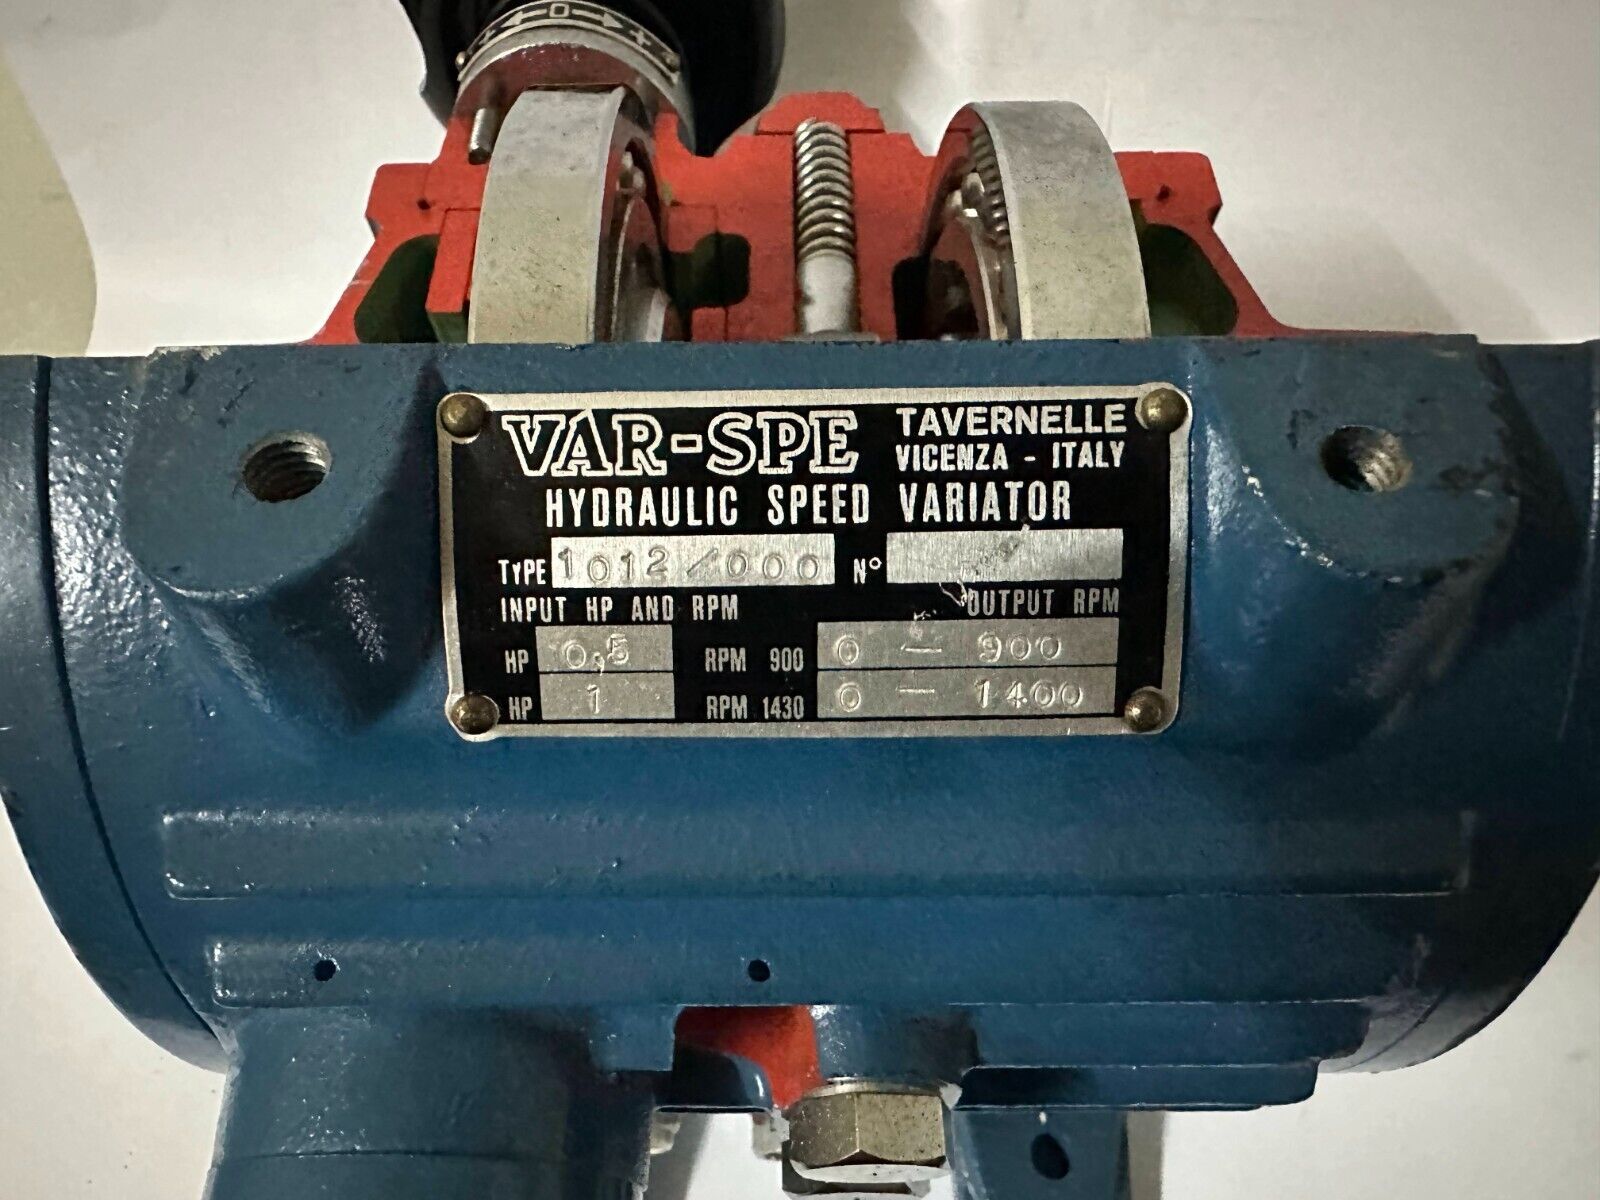 + ← 0 → +
VAR-SPE TAVERNELLE
VICENZA - ITALY
HYDRAULIC SPEED VARIATOR
TYPE 1012/000 N°
INPUT HP AND RPM OUTPUT RPM
HP 0,5 RPM 900 0 - 900
HP 1 RPM 1430 0 - 1400